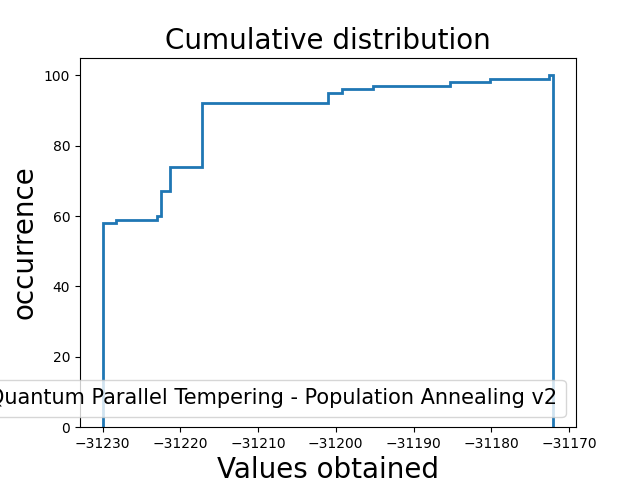 Cumulative distribution
100
80
60
40
20
0
occurrence
Quantum Parallel Tempering - Population Annealing v2
−31230 −31220 −31210 −31200 −31190 −31180 −31170
Values obtained